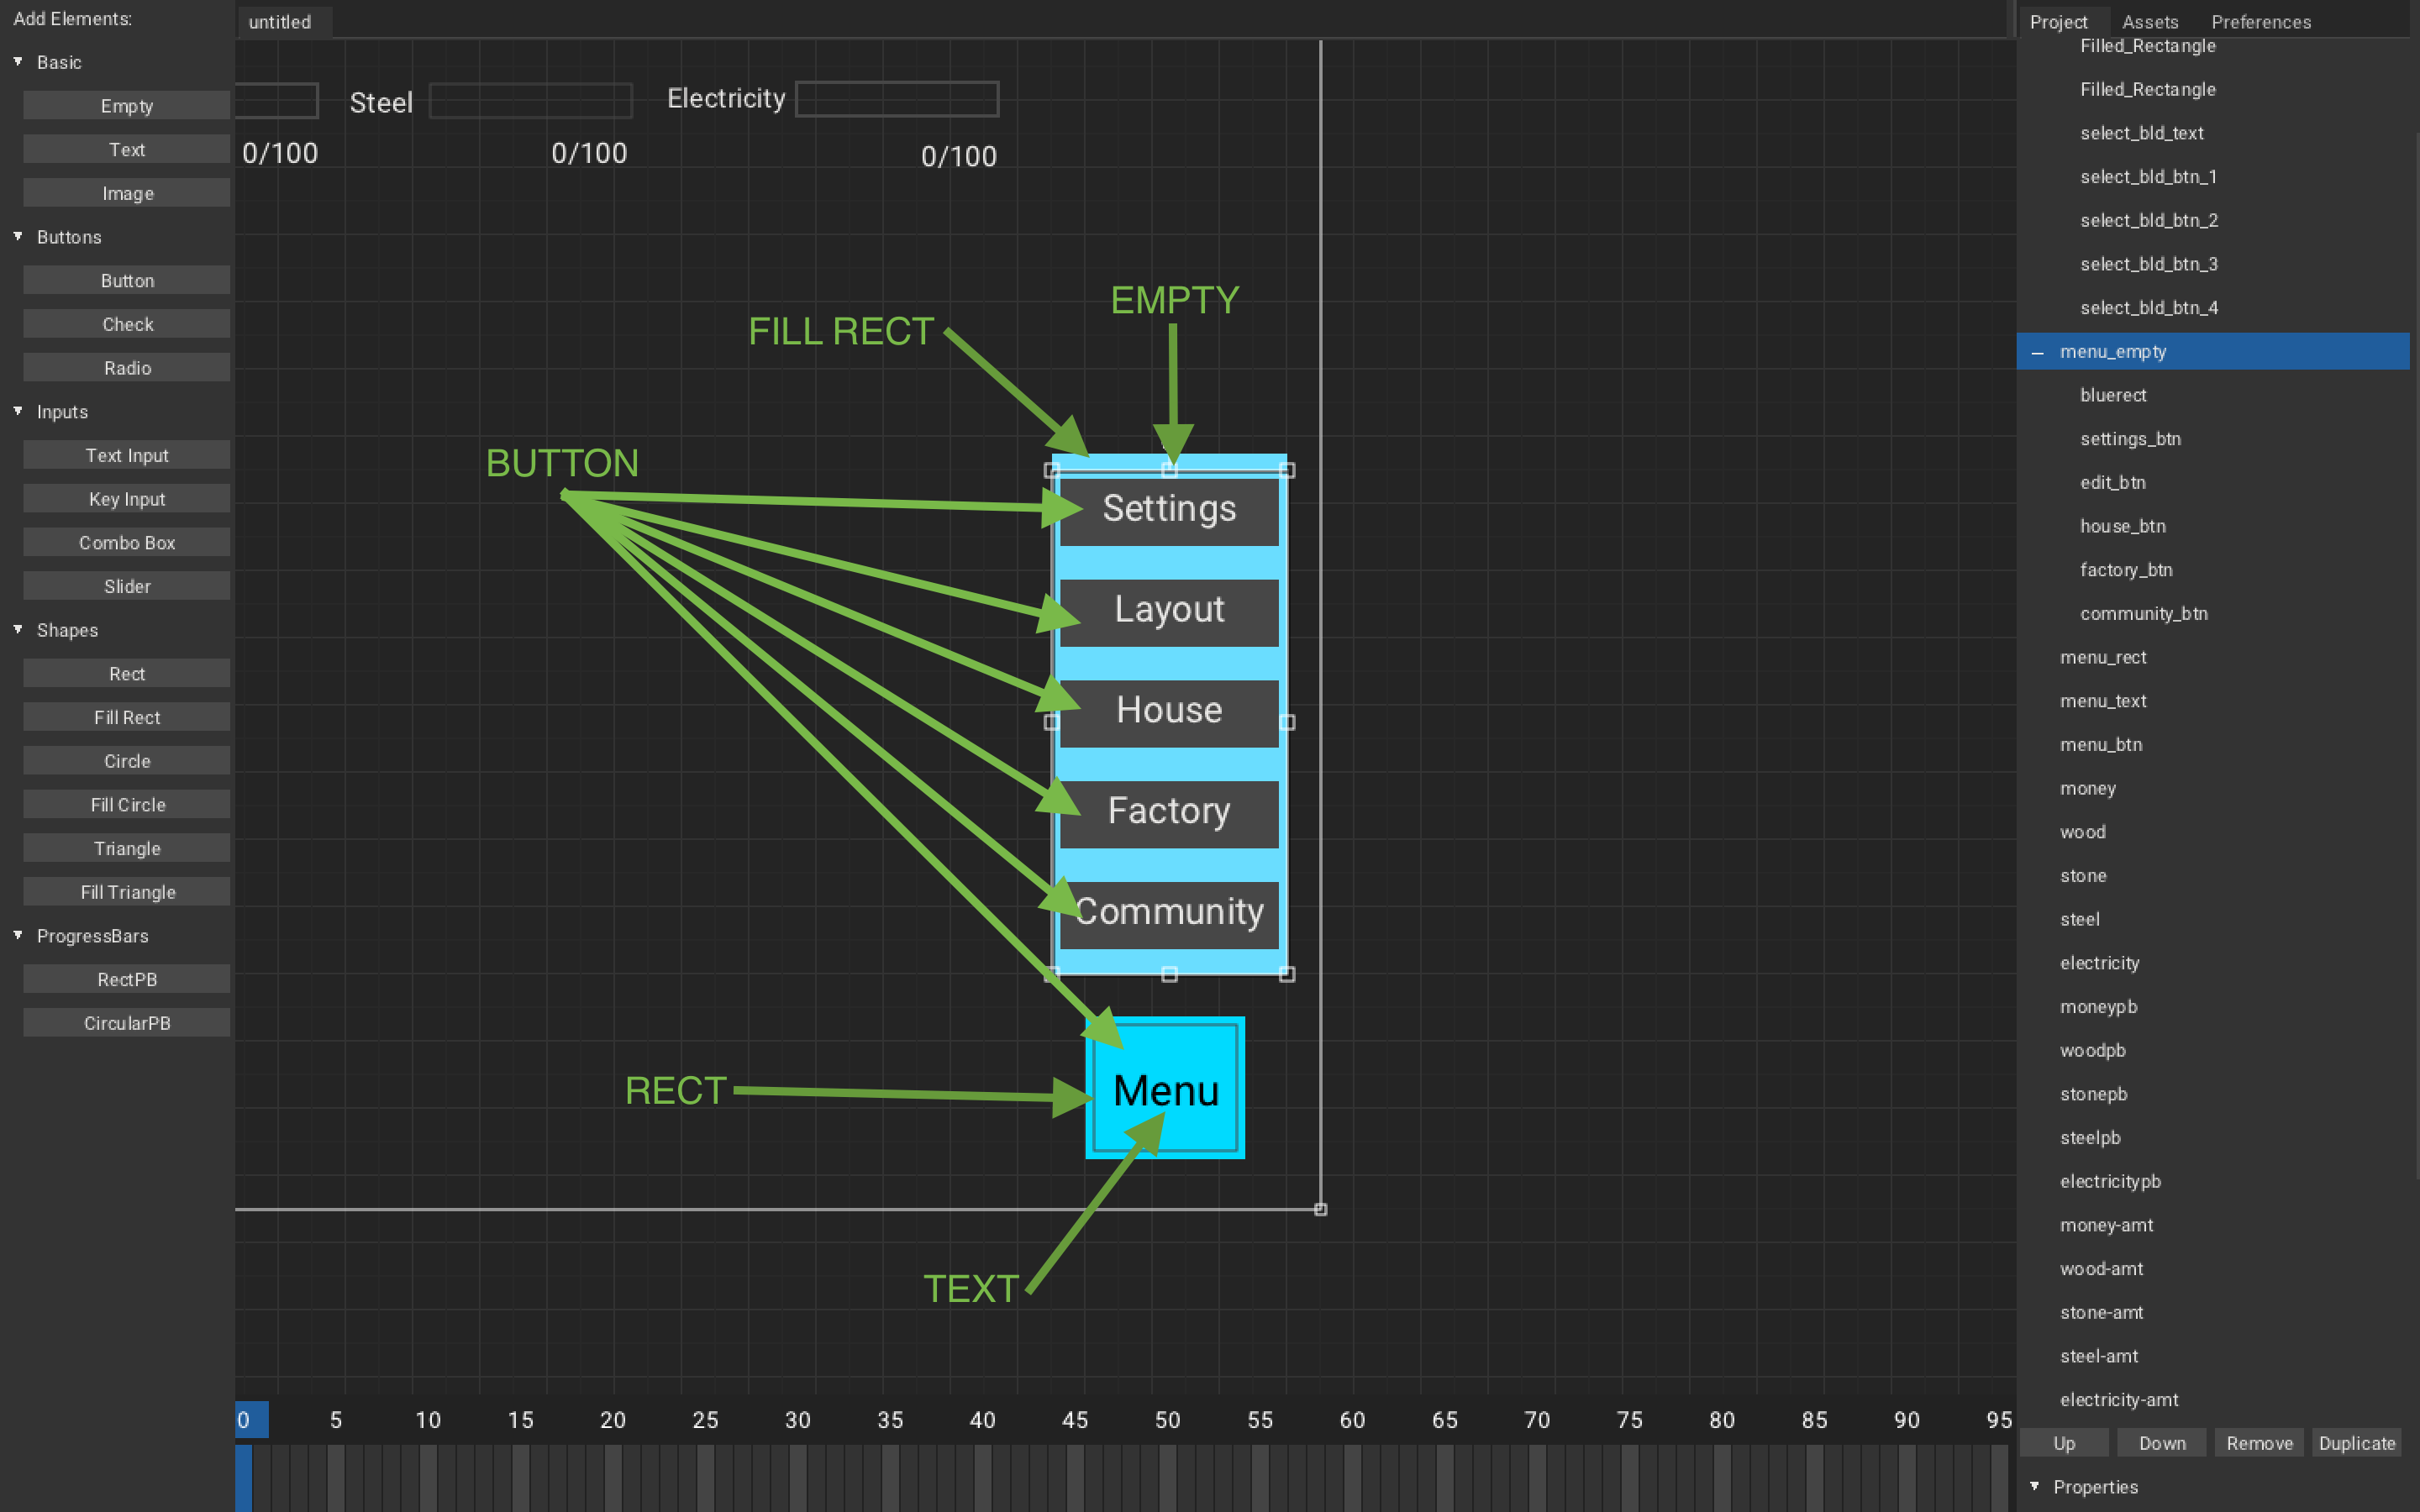 Add Elements:
Basic
Empty
Text
Image
Buttons
Button
Check
Radio
Inputs
Text Input
Key Input
Combo Box
Slider
Shapes
Rect
Fill Rect
Circle
Fill Circle
Triangle
Fill Triangle
ProgressBars
RectPB
CircularPB
untitled
Steel
Electricity
0/100
0/100
0/100
EMPTY
FILL RECT
BUTTON
Settings
Layout
House
Factory
Community
RECT
Menu
TEXT
0 5 10 15 20 25 30 35 40 45 50 55 60 65 70 75 80 85 90 95
Project Assets Preferences
Filled_Rectangle
Filled_Rectangle
select_bld_text
select_bld_btn_1
select_bld_btn_2
select_bld_btn_3
select_bld_btn_4
menu_empty
bluerect
settings_btn
edit_btn
house_btn
factory_btn
community_btn
menu_rect
menu_text
menu_btn
money
wood
stone
steel
electricity
moneypb
woodpb
stonepb
steelpb
electricitypb
money-amt
wood-amt
stone-amt
steel-amt
electricity-amt
Up Down Remove Duplicate
Properties